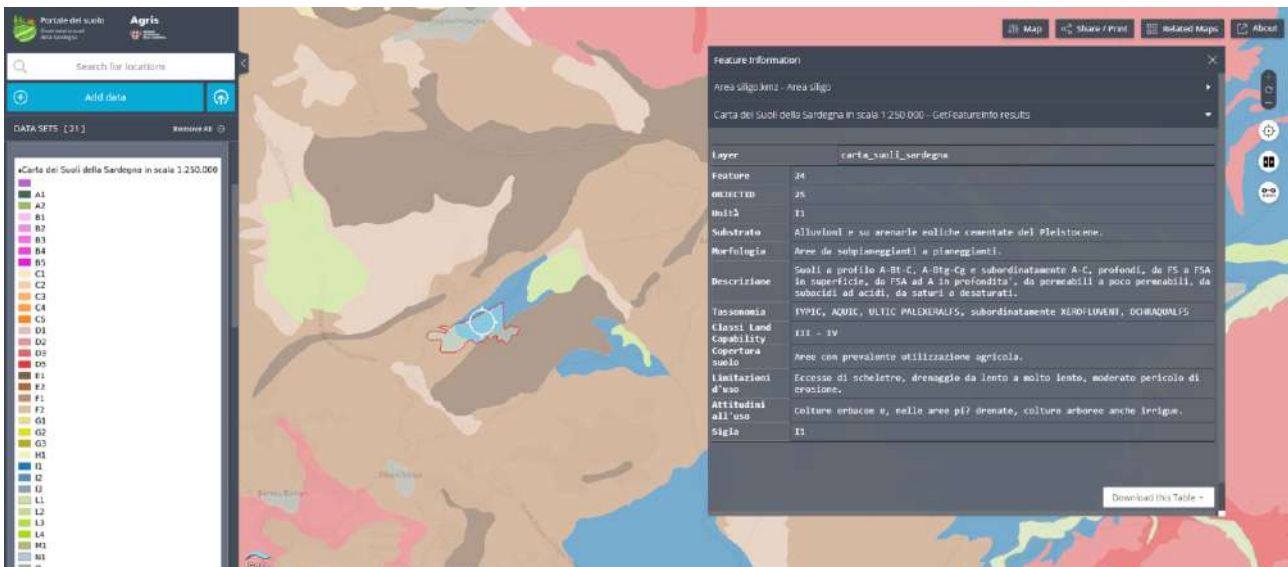 Portale del suolo
Agris
Search for locations
Add data
DATA SETS [21]
Remove All
Carta dei Suoli della Sardegna in scala 1:250.000
A1
A2
B1
B2
B3
B4
B5
C1
C2
C3
C4
C5
D1
D2
D3
D5
E1
E2
F1
F2
G1
G2
G3
H1
I1
I2
I3
L1
L2
L3
L4
M1
N1
Map
Share / Print
Related Maps
About
Feature Information
Area siligo.kmz - Area siligo
Carta dei Suoli della Sardegna in scala 1:250.000 - GetFeatureInfo results
Layer carta_suoli_sardegna
Feature 24
OBJECTID 25
Unità I1
Substrato Alluvioni e su arenarie eoliche cementate del Pleistocene.
Morfologia Aree da subpianeggianti a pianeggianti.
Descrizione Suoli a profilo A-Bt-C, A-Btg-Cg e subordinatamente A-C, profondi, da FS a FSA
in superficie, da FSA ad A in profondita', da permeabili a poco permeabili, da
subacidi ad acidi, da saturi a desaturati.
Tassonomia TYPIC, AQUIC, ULTIC PALEXERALFS, subordinatamente XEROFLUVENT, OCHRAQUALFS
Classi Land
Capability III - IV
Copertura
suolo Aree con prevalente utilizzazione agricola.
Limitazioni
d'uso Eccesso di scheletro, drenaggio da lento a molto lento, moderato pericolo di
erosione.
Attitudini
all'uso Colture erbacee e, nelle aree pi? drenate, colture arboree anche irrigue.
Sigla I1
Download this Table